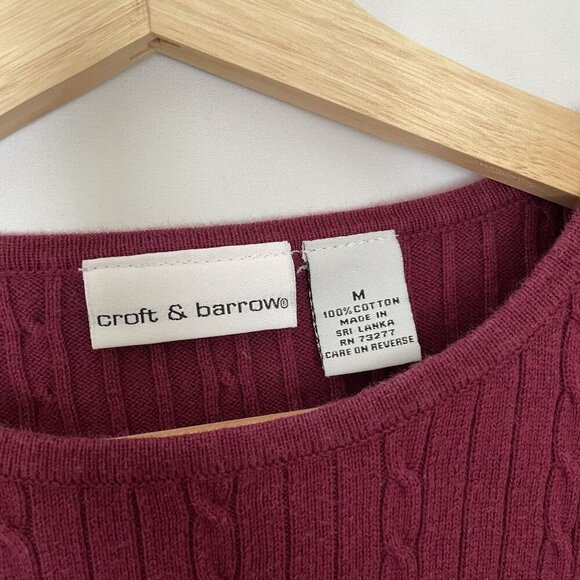 croft & barrow®
M
100% COTTON
MADE IN
SRI LANKA
RN 73277
CARE ON REVERSE